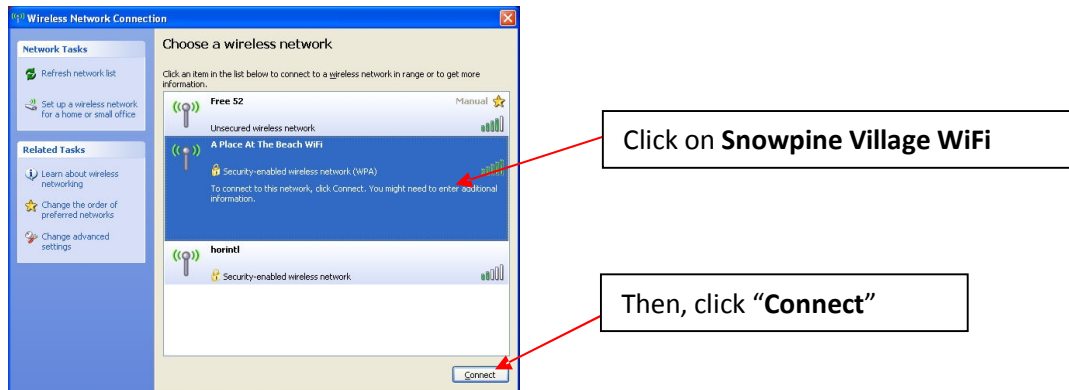 Wireless Network Connection
Network Tasks
Refresh network list
Set up a wireless network
for a home or small office
Related Tasks
Learn about wireless
networking
Change the order of
preferred networks
Change advanced
settings
Choose a wireless network
Click an item in the list below to connect to a wireless network in range or to get more
information.
Free 52
Manual
Unsecured wireless network
A Place At The Beach WiFi
Security-enabled wireless network (WPA)
To connect to this network, click Connect. You might need to enter additional
information.
horintl
Security-enabled wireless network
Connect
Click on Snowpine Village WiFi
Then, click “Connect”